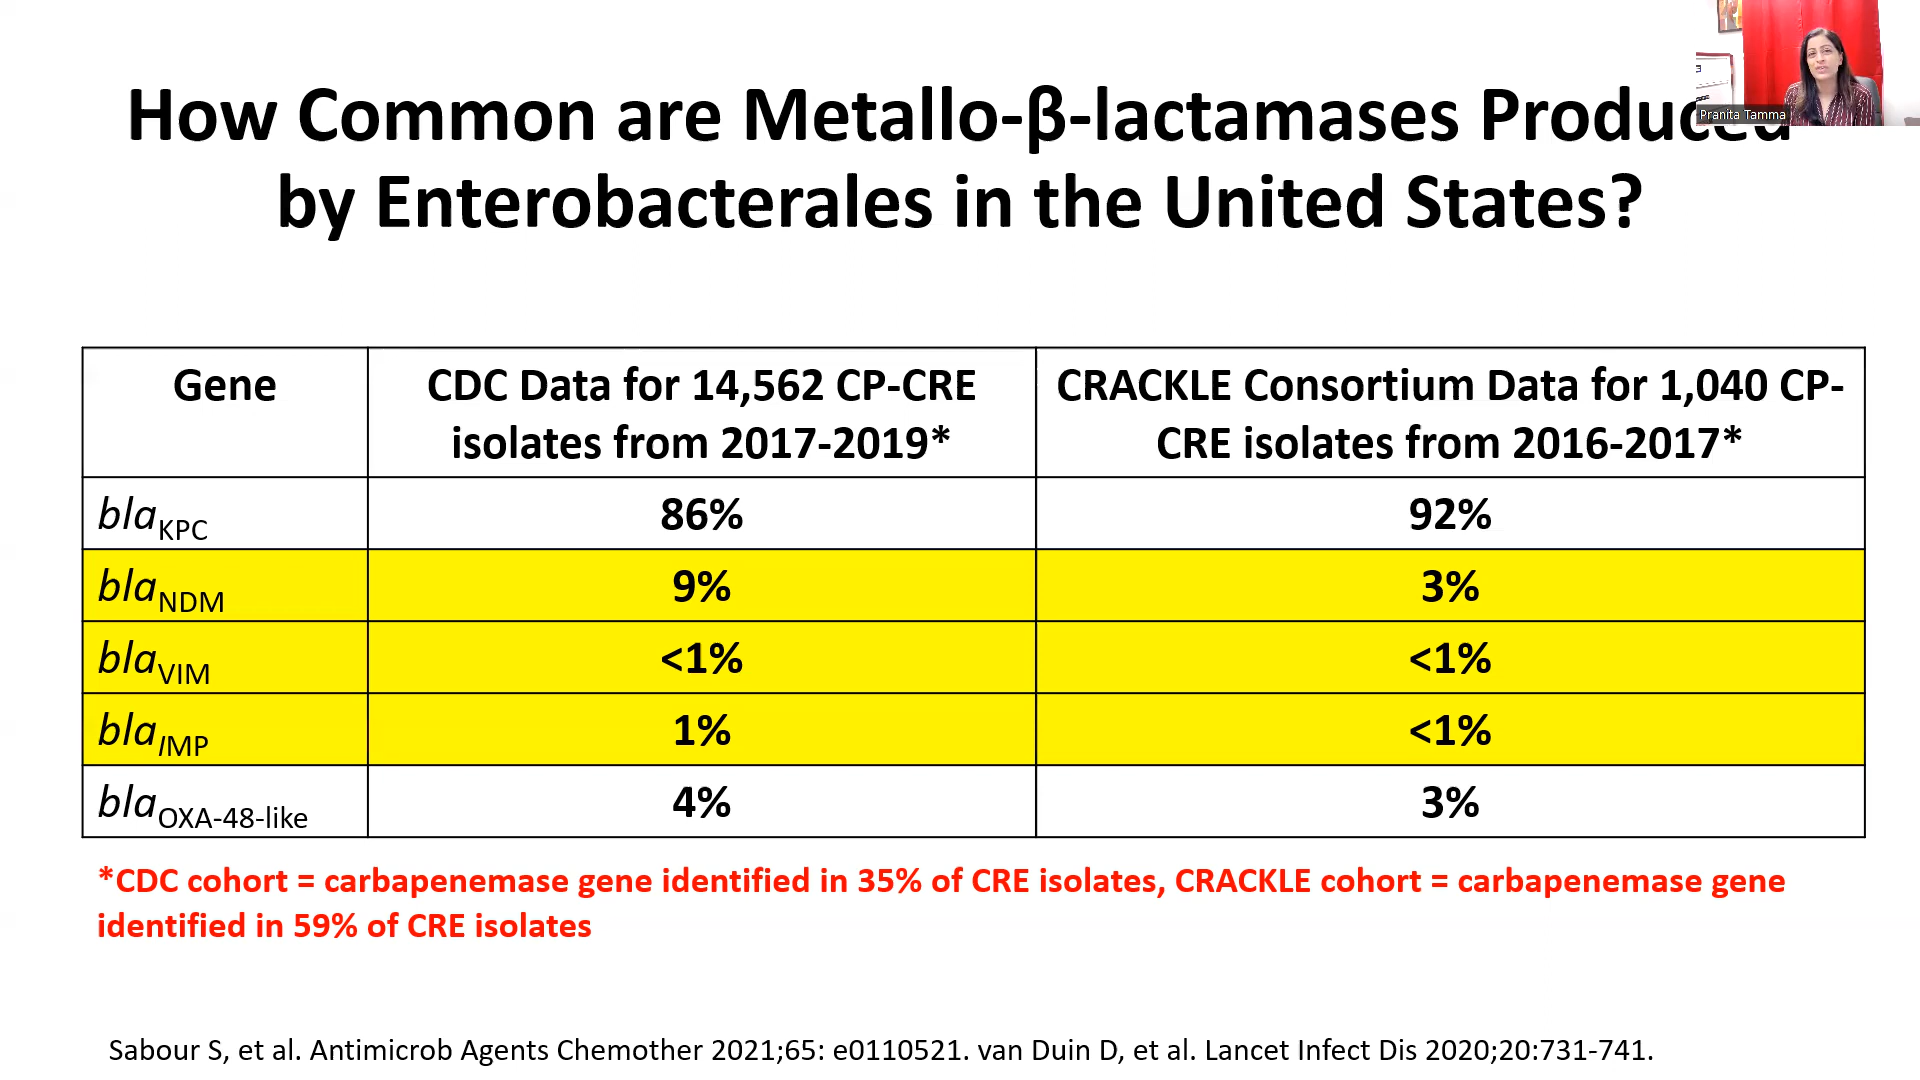 How Common are Metallo-β-lactamases Produced
by Enterobacterales in the United States?
Pranita Tamma
Gene
CDC Data for 14,562 CP-CRE
isolates from 2017-2019*
CRACKLE Consortium Data for 1,040 CP-
CRE isolates from 2016-2017*
blaKPC
86%
92%
blaNDM
9%
3%
blaVIM
<1%
<1%
blaIMP
1%
<1%
blaOXA-48-like
4%
3%
*CDC cohort = carbapenemase gene identified in 35% of CRE isolates, CRACKLE cohort = carbapenemase gene
identified in 59% of CRE isolates
Sabour S, et al. Antimicrob Agents Chemother 2021;65: e0110521. van Duin D, et al. Lancet Infect Dis 2020;20:731-741.